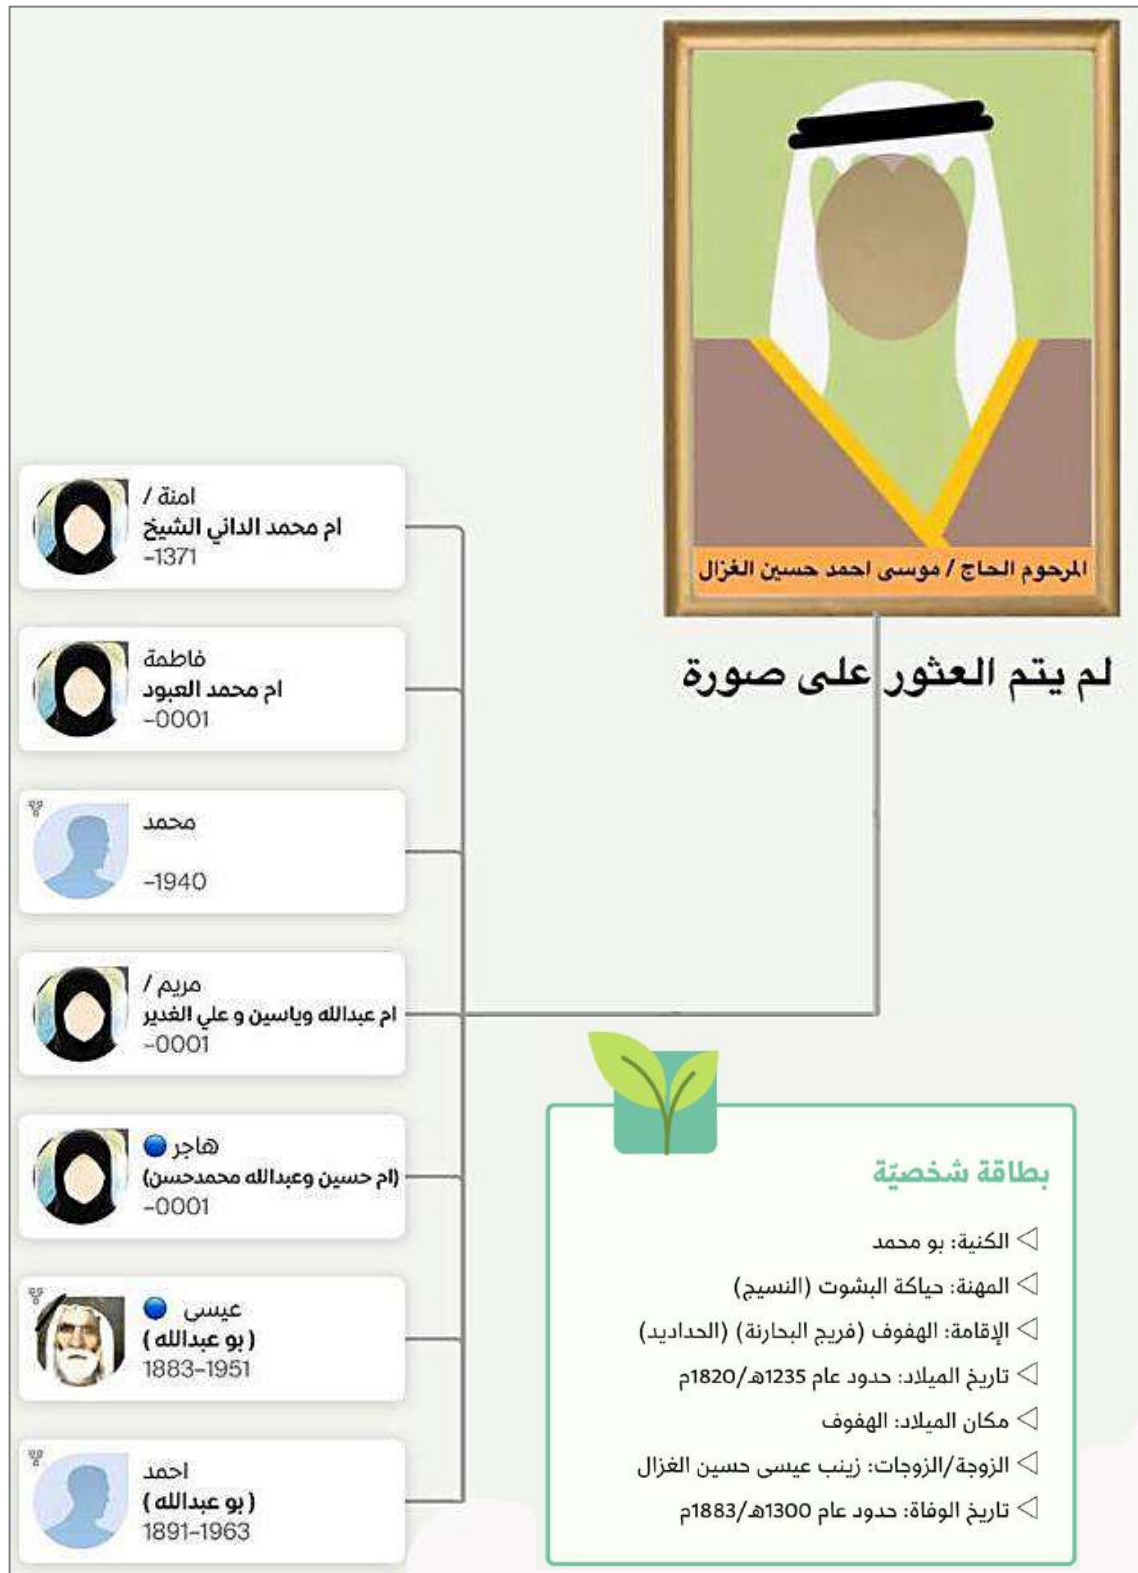 المرحوم الحاج / موسى احمد حسين الغزال
لم يتم العثور على صورة
امنة /
ام محمد الداني الشيخ
-1371
فاطمة
ام محمد العبود
-0001
محمد
-1940
مريم /
ام عبدالله وياسين و علي الغدير
-0001
هاجر
(ام حسين وعبدالله محمدحسن)
-0001
عيسى
( بو عبدالله )
1883-1951
احمد
( بو عبدالله )
1891-1963
بطاقة شخصيّة
الكنية: بو محمد
المهنة: حياكة البشوت (النسيج)
الإقامة: الهفوف (فريج البحارنة) (الحداديد)
تاريخ الميلاد: حدود عام 1235هـ/1820م
مكان الميلاد: الهفوف
الزوجة/الزوجات: زينب عيسى حسين الغزال
تاريخ الوفاة: حدود عام 1300هـ/1883م